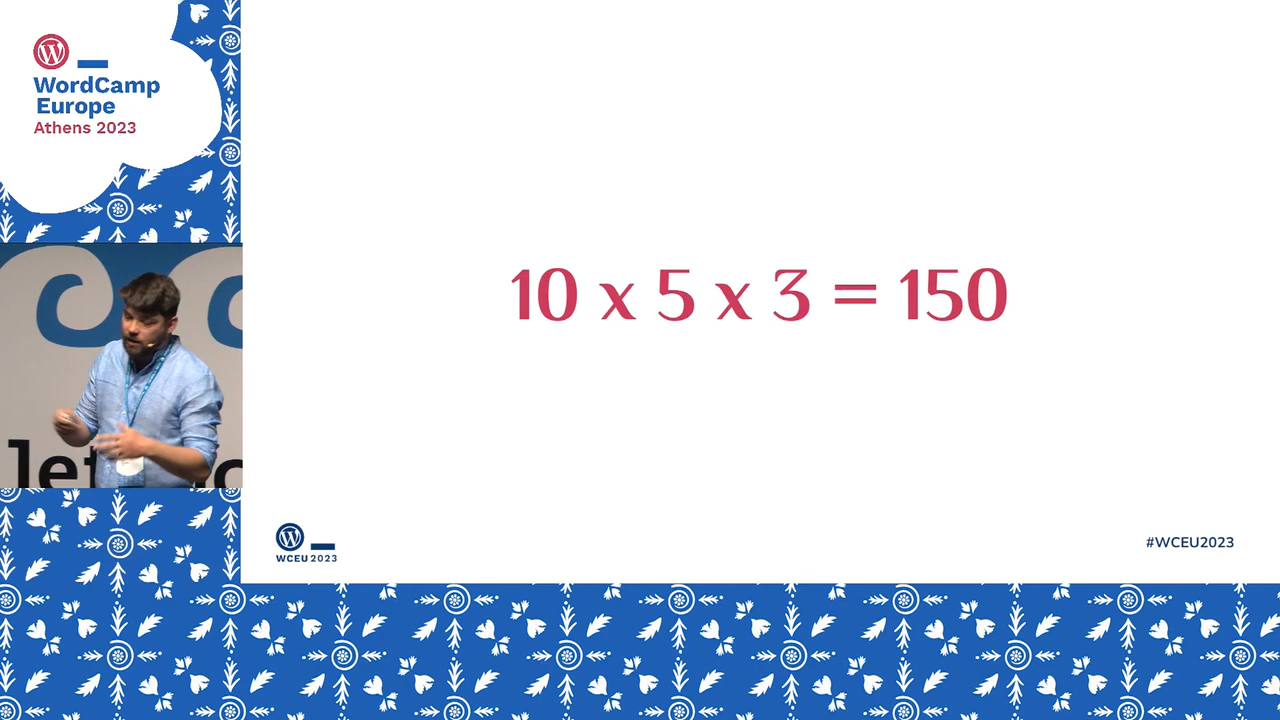 WordCamp
Europe
Athens 2023
10 x 5 x 3 = 150
WCEU 2023
#WCEU2023